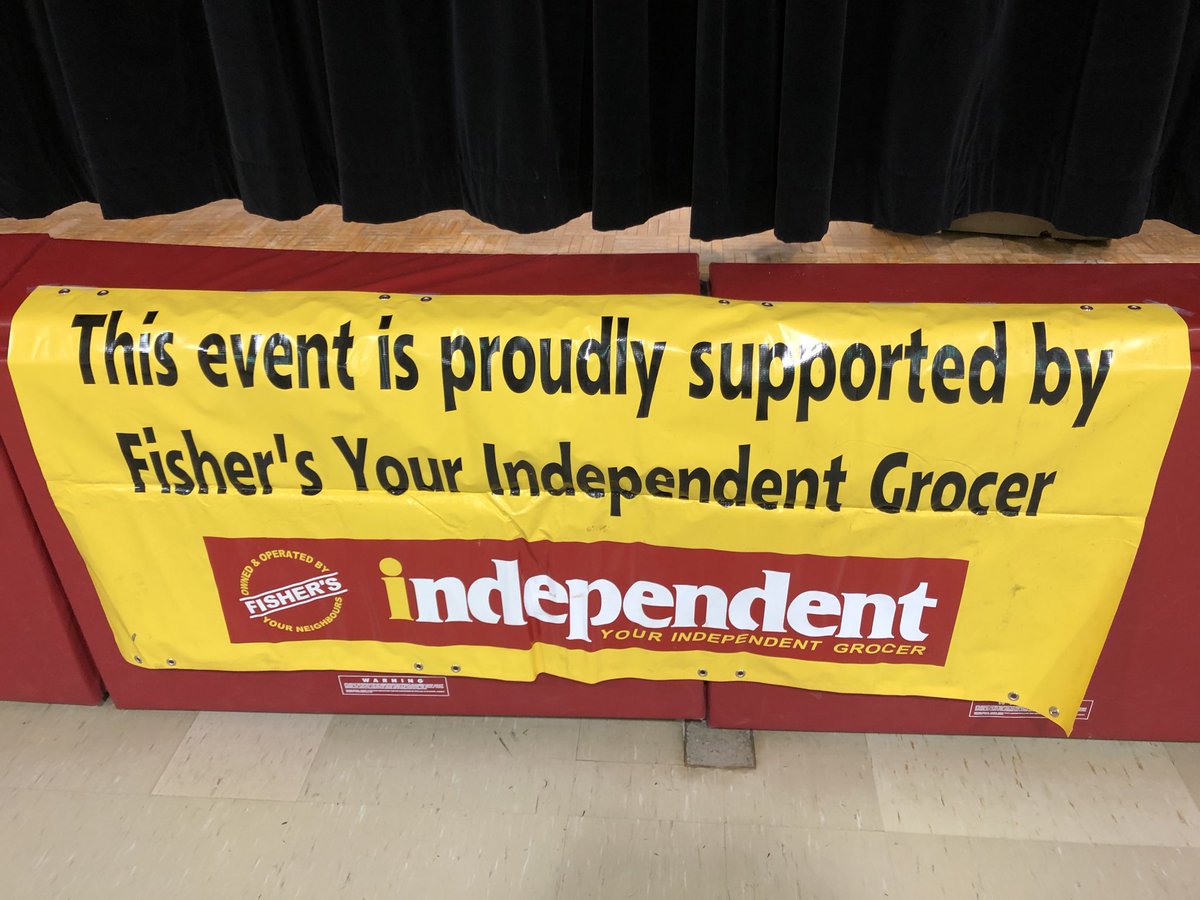 This event is proudly supported by
Fisher's Your Independent Grocer
OWNED & OPERATED BY
FISHER'S
YOUR NEIGHBOURS
independent
YOUR INDEPENDENT GROCER
WARNING